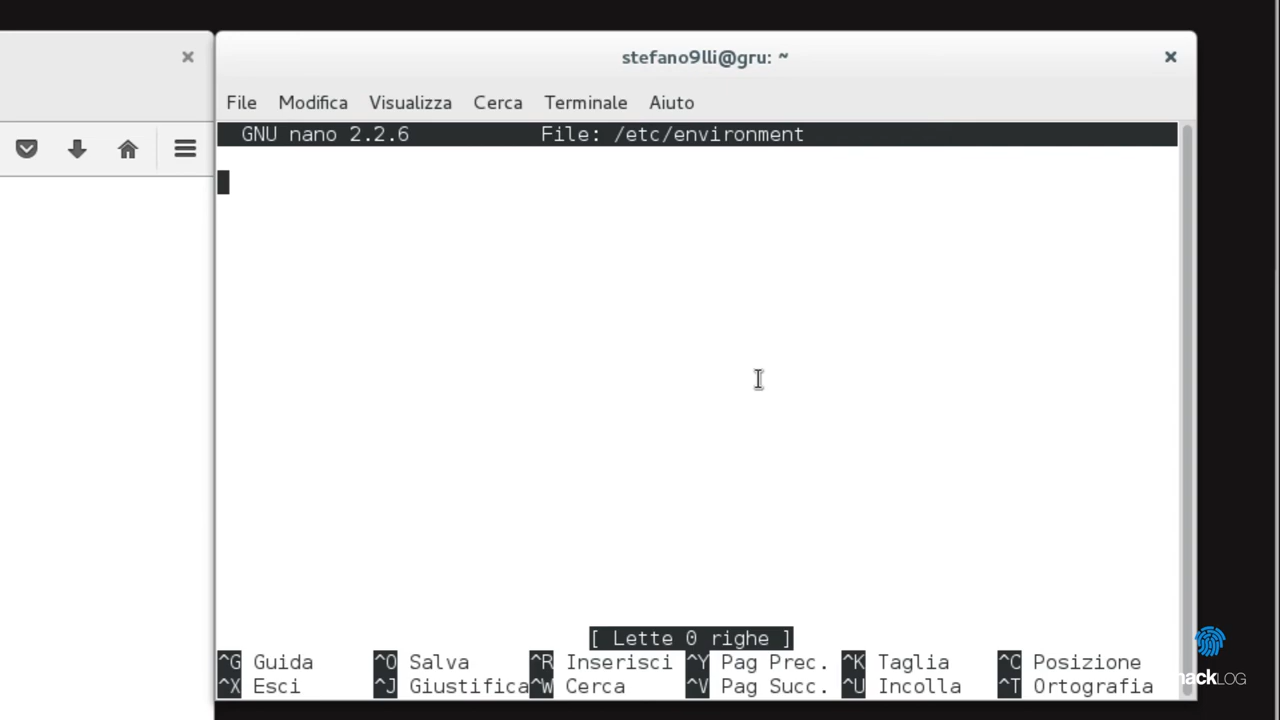 stefano9lli@gru: ~
File Modifica Visualizza Cerca Terminale Aiuto
GNU nano 2.2.6 File: /etc/environment
[ Lette 0 righe ]
^G Guida ^O Salva ^R Inserisci ^Y Pag Prec. ^K Taglia ^C Posizione
^X Esci ^J Giustifica ^W Cerca ^V Pag Succ. ^U Incolla ^T Ortografia
hackLOG